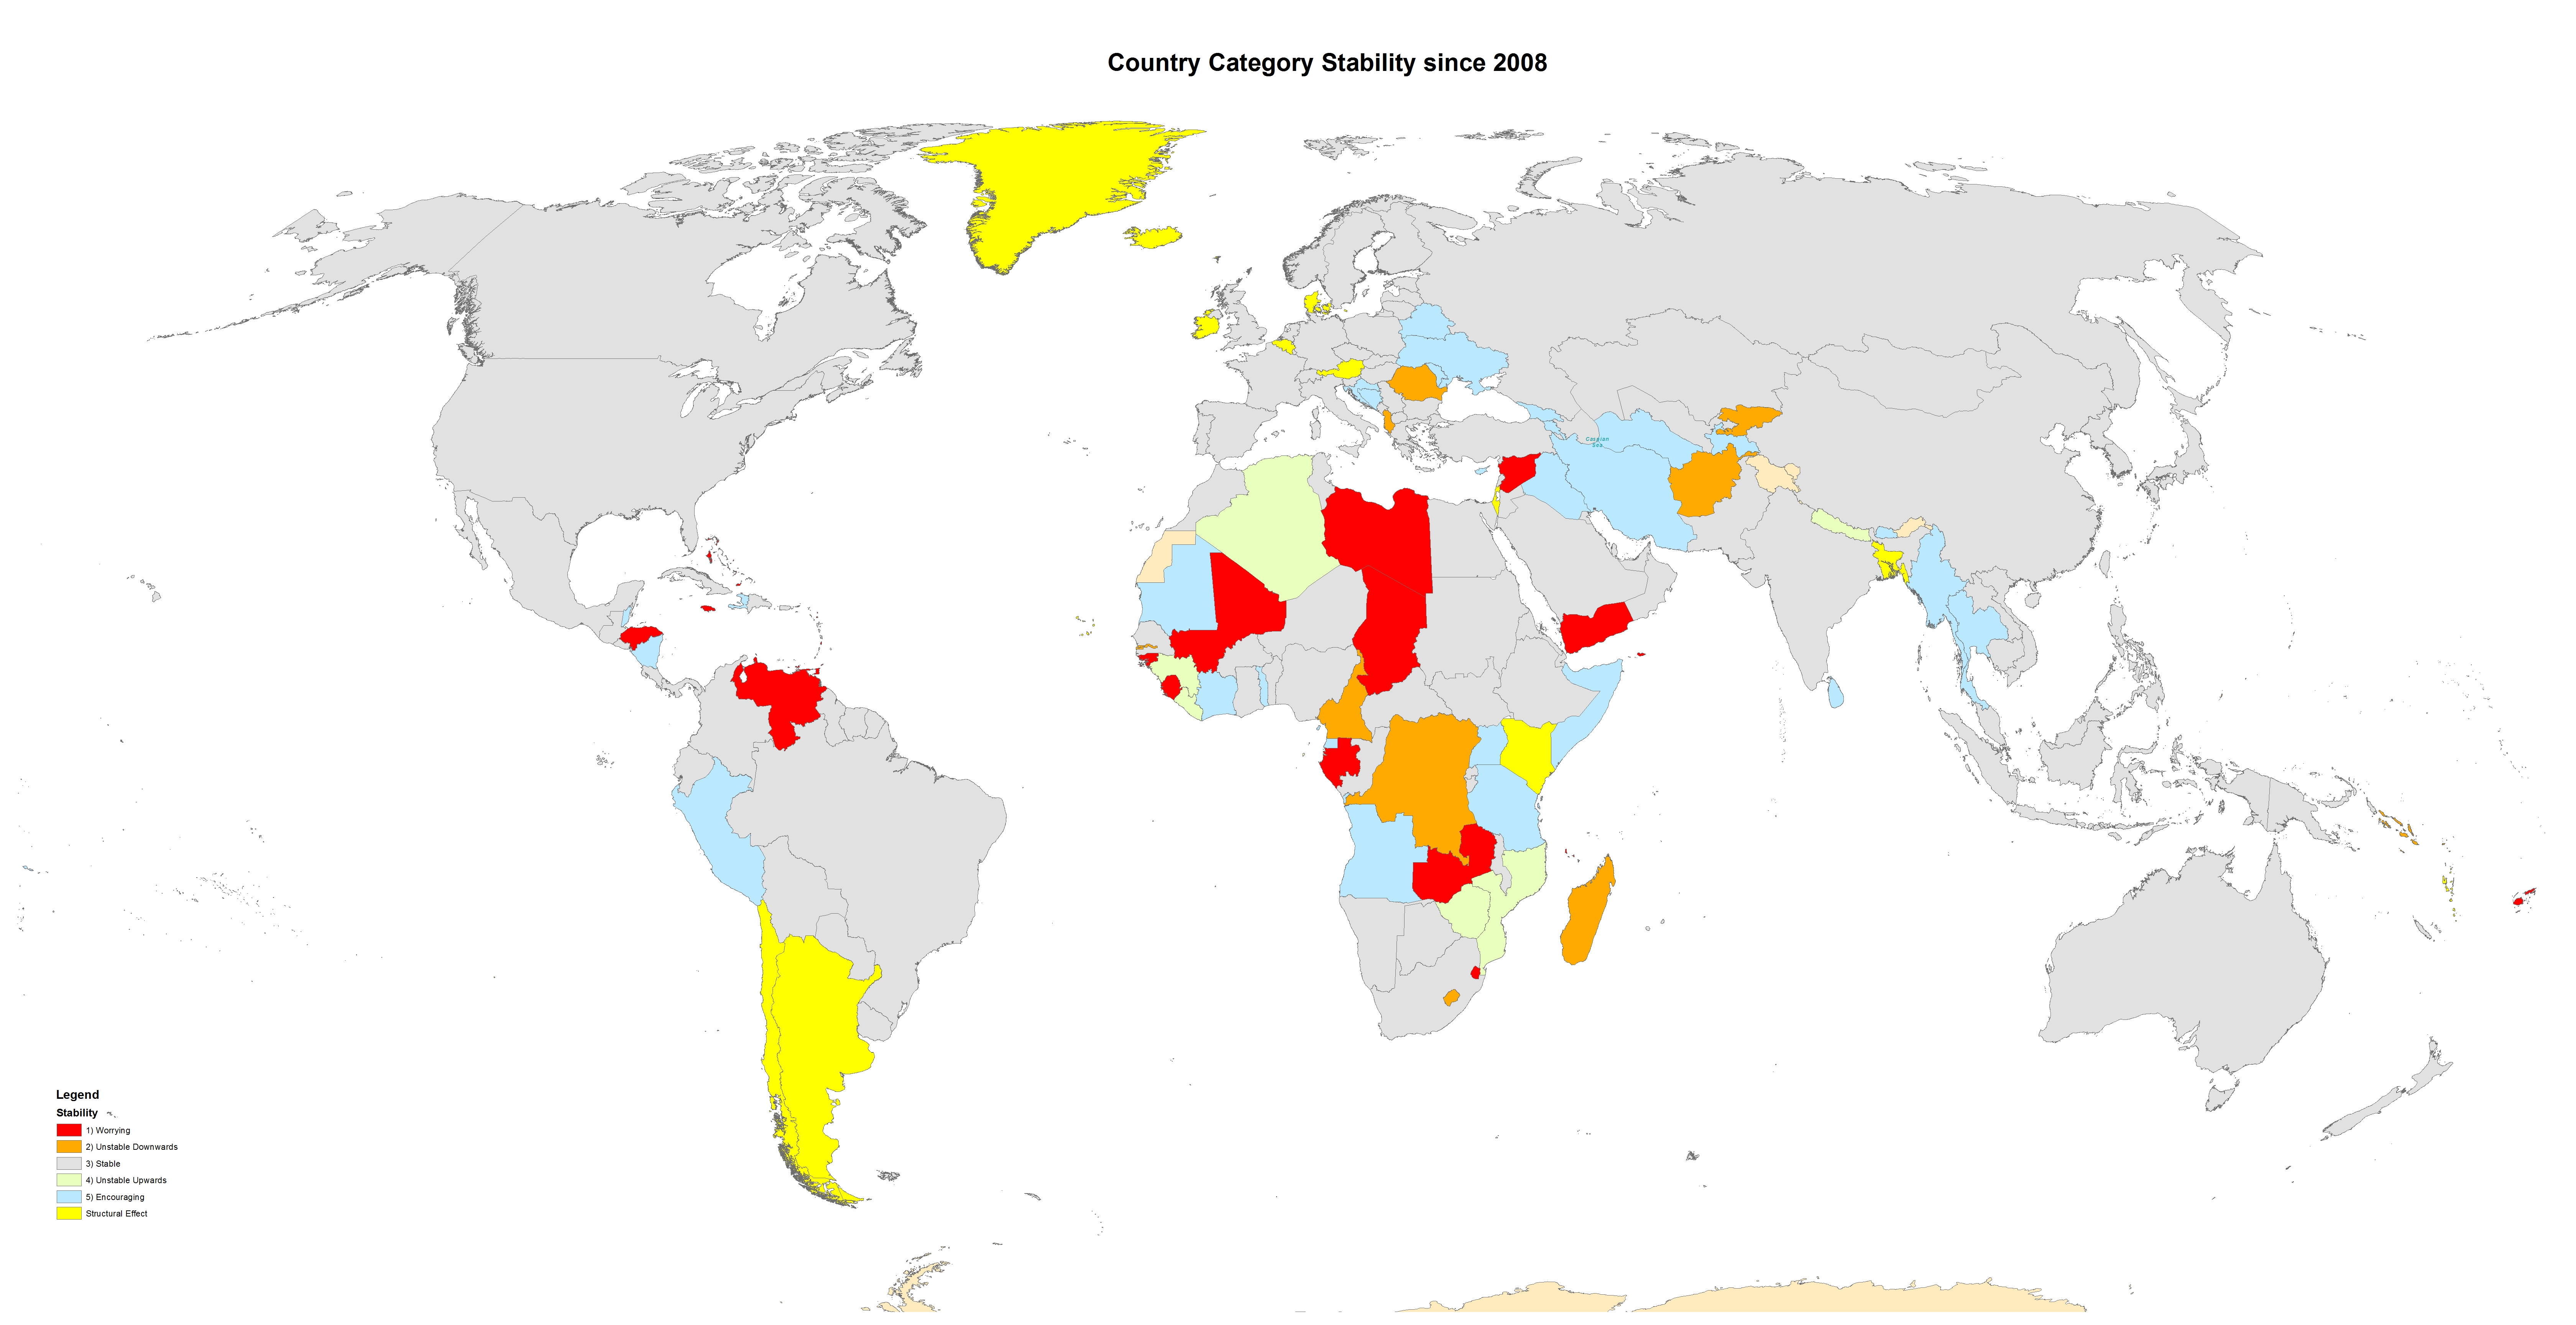 Country Category Stability since 2008
Caspian
Sea
Legend
Stability
1) Worrying
2) Unstable Downwards
3) Stable
4) Unstable Upwards
5) Encouraging
Structural Effect